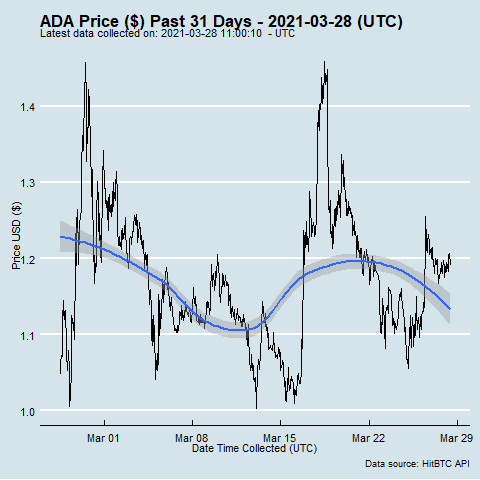 ADA Price ($) Past 31 Days - 2021-03-28 (UTC)
Latest data collected on: 2021-03-28 11:00:10  - UTC
Price USD ($)
1.4
1.3
1.2
1.1
1.0
Mar 01 Mar 08 Mar 15 Mar 22 Mar 29
Date Time Collected (UTC)
Data source: HitBTC API